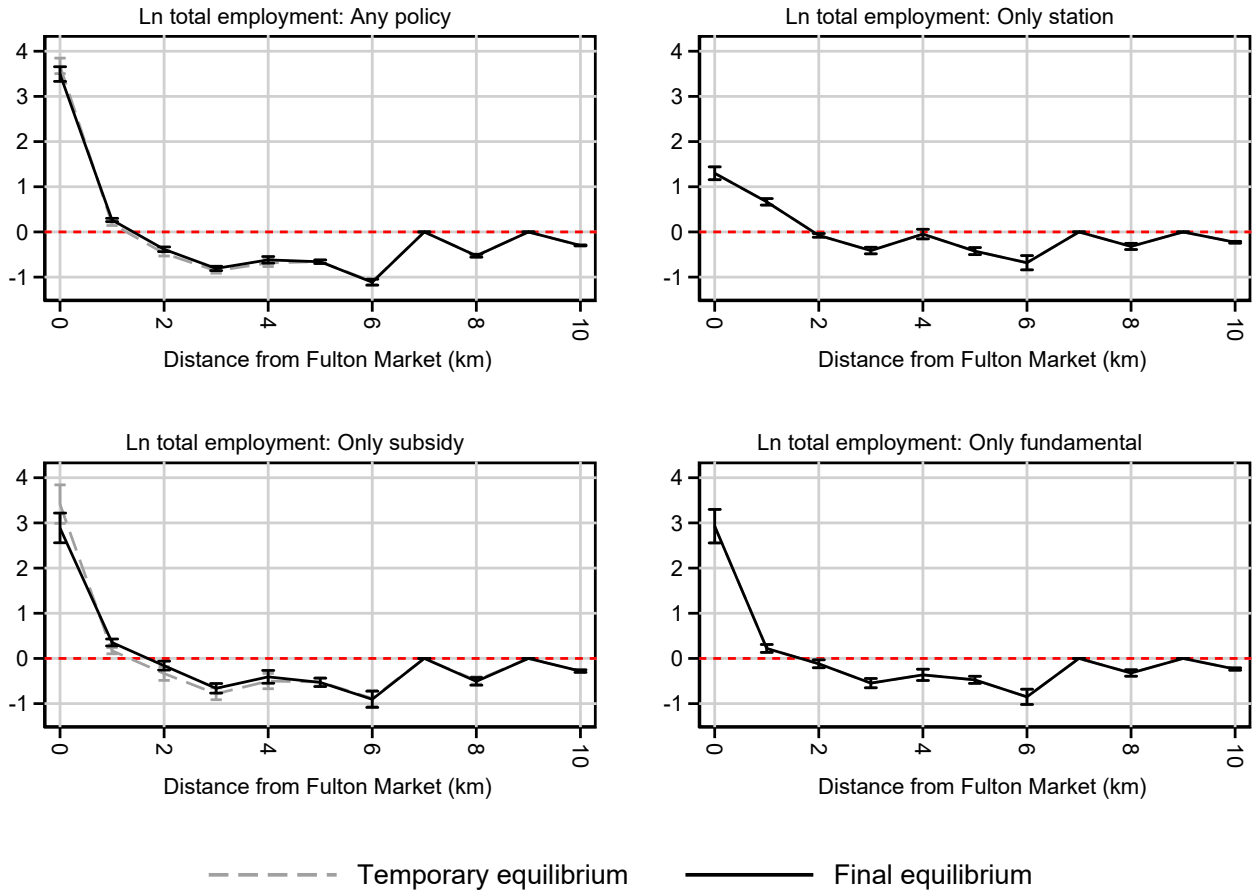 Ln total employment: Any policy
4
3
2
1
0
-1
0 2 4 6 8 10
Distance from Fulton Market (km)
Ln total employment: Only station
4
3
2
1
0
-1
0 2 4 6 8 10
Distance from Fulton Market (km)
Ln total employment: Only subsidy
4
3
2
1
0
-1
0 2 4 6 8 10
Distance from Fulton Market (km)
Ln total employment: Only fundamental
4
3
2
1
0
-1
0 2 4 6 8 10
Distance from Fulton Market (km)
Temporary equilibrium Final equilibrium